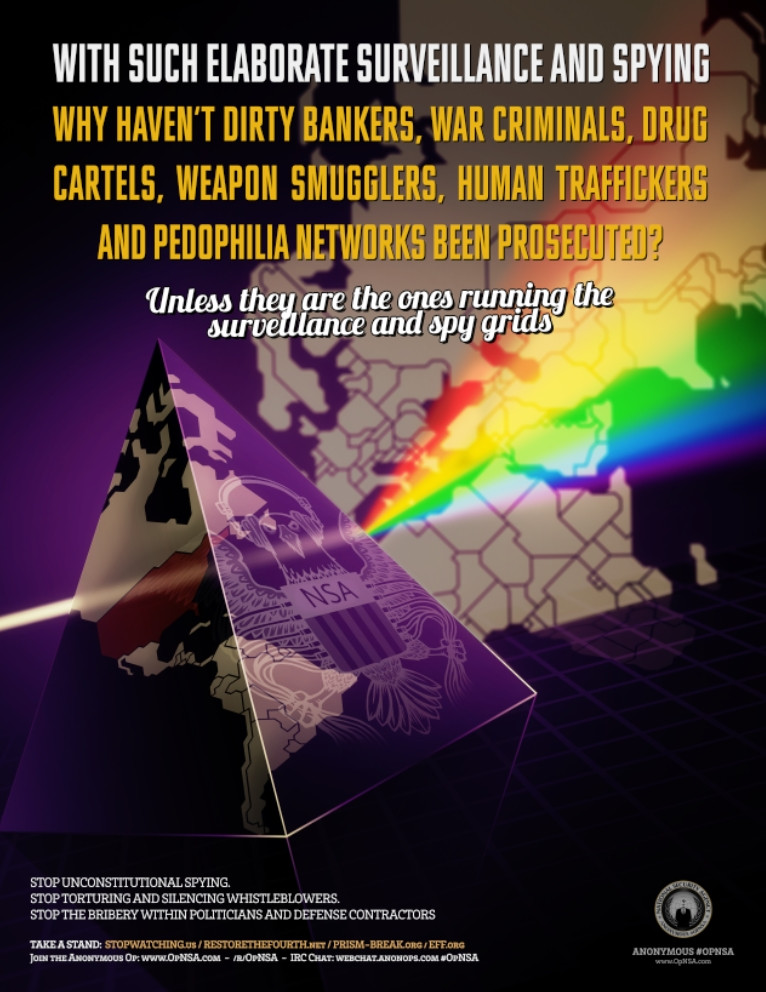 WITH SUCH ELABORATE SURVEILLANCE AND SPYING
WHY HAVEN'T DIRTY BANKERS, WAR CRIMINALS, DRUG
CARTELS, WEAPON SMUGGLERS, HUMAN TRAFFICKERS
AND PEDOPHILIA NETWORKS BEEN PROSECUTED?
Unless they are the ones running the
surveillance and spy grids
NSA
STOP UNCONSTITUTIONAL SPYING.
STOP TORTURING AND SILENCING WHISTLEBLOWERS.
STOP THE BRIBERY WITHIN POLITICIANS AND DEFENSE CONTRACTORS
TAKE A STAND: STOPWATCHING.US / RESTORETHEFOURTH.NET / PRISM-BREAK.ORG / EFF.ORG
JOIN THE ANONYMOUS OP: WWW.OPNSA.COM - /R/OPNSA - IRC CHAT: WEBCHAT.ANONOPS.COM #OPNSA
ANONYMOUS #OPNSA
www.OpNSA.com